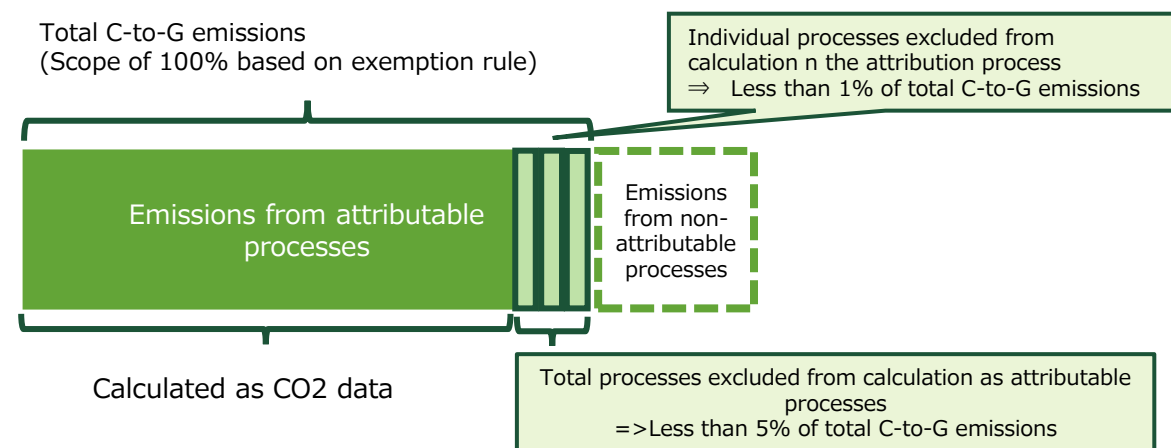 Total C-to-G emissions
(Scope of 100% based on exemption rule)
Individual processes excluded from
calculation n the attribution process
⇒ Less than 1% of total C-to-G emissions
Emissions from attributable
processes
Emissions
from non-
attributable
processes
Calculated as CO2 data
Total processes excluded from calculation as attributable
processes
=>Less than 5% of total C-to-G emissions